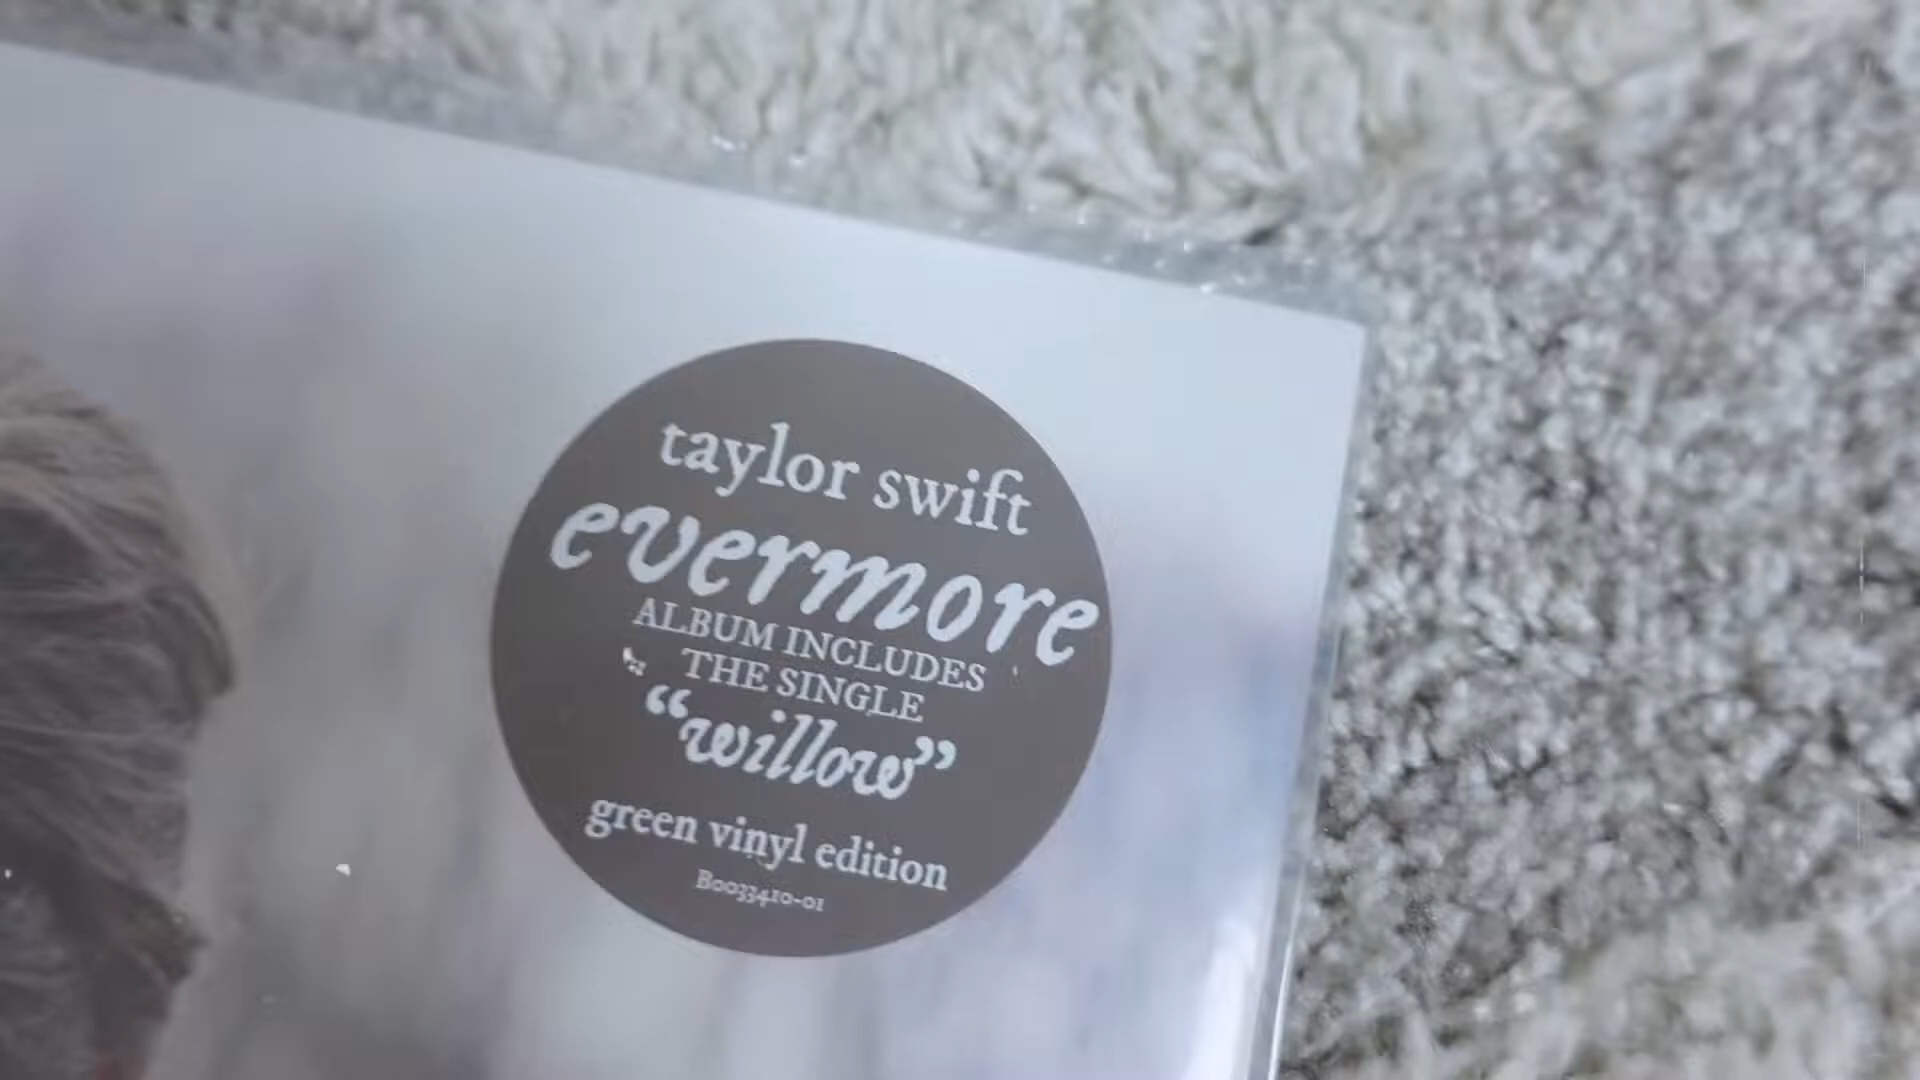 taylor swift
evermore
ALBUM INCLUDES
THE SINGLE
“willow”
green vinyl edition
B0033410-01